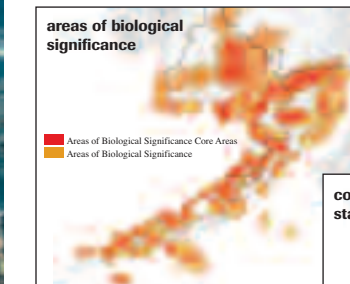 areas of biological
significance
Areas of Biological Significance Core Areas
Areas of Biological Significance
co
sta